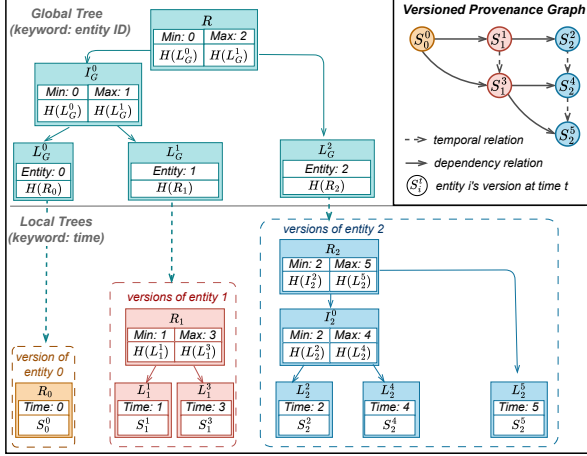 Global Tree
(keyword: entity ID)
R
Min: 0 Max: 2
H(L_G^0) H(L_G^1)
I_G^0
Min: 0 Max: 1
H(L_G^0) H(L_G^1)
L_G^0
Entity: 0
H(R_0)
L_G^1
Entity: 1
H(R_1)
L_G^2
Entity: 2
H(R_2)
Versioned Provenance Graph
S_0^0 S_1^1 S_2^2
S_1^3 S_2^4
S_2^5
temporal relation
dependency relation
S_i^t entity i's version at time t
Local Trees
(keyword: time)
version of
entity 0
R_0
Time: 0
S_0^0
versions of entity 1
R_1
Min: 1 Max: 3
H(L_1^1) H(L_1^3)
L_1^1
Time: 1
S_1^1
L_1^3
Time: 3
S_1^3
versions of entity 2
R_2
Min: 2 Max: 5
H(I_2^2) H(L_2^5)
I_2^0
Min: 2 Max: 4
H(L_2^2) H(L_2^4)
L_2^2
Time: 2
S_2^2
L_2^4
Time: 4
S_2^4
L_2^5
Time: 5
S_2^5